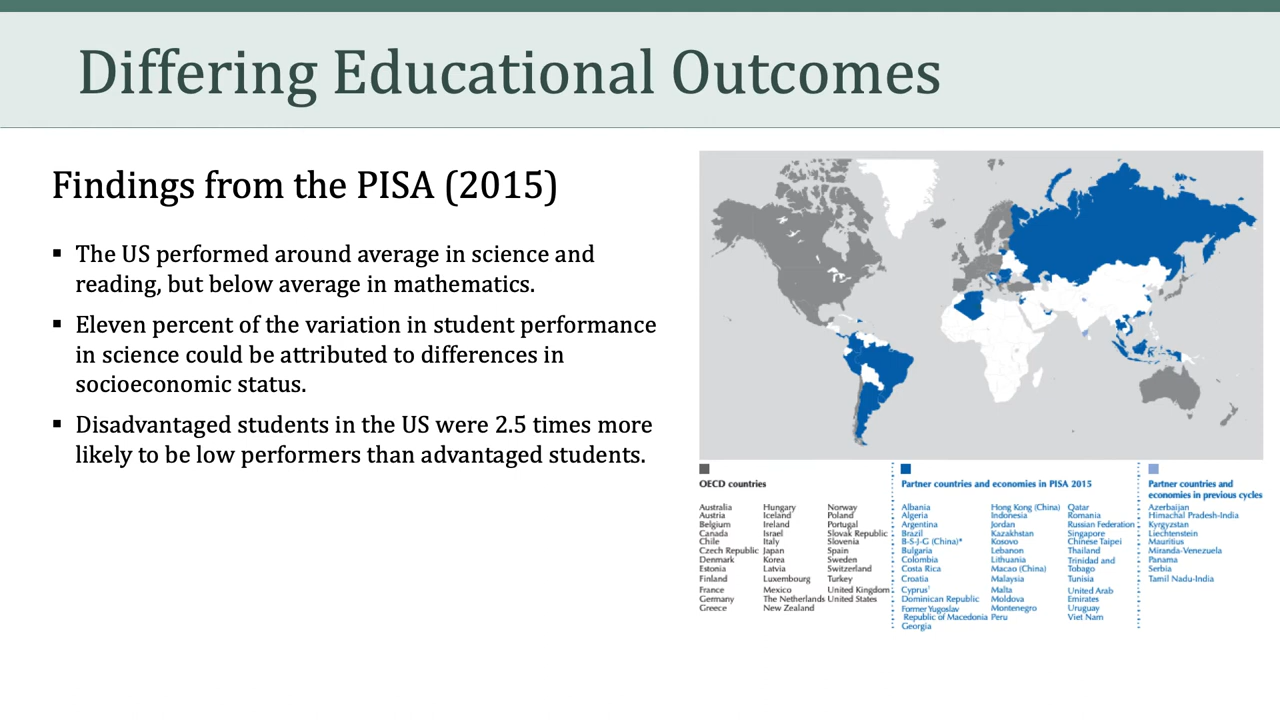 Differing Educational Outcomes
Findings from the PISA (2015)
▪ The US performed around average in science and
reading, but below average in mathematics.
▪ Eleven percent of the variation in student performance
in science could be attributed to differences in
socioeconomic status.
▪ Disadvantaged students in the US were 2.5 times more
likely to be low performers than advantaged students.
OECD countries
Australia Hungary Norway
Austria Iceland Poland
Belgium Ireland Portugal
Canada Israel Slovak Republic
Chile Italy Slovenia
Czech Republic Japan Spain
Denmark Korea Sweden
Estonia Latvia Switzerland
Finland Luxembourg Turkey
France Mexico United Kingdom
Germany The Netherlands United States
Greece New Zealand
Partner countries and economies in PISA 2015
Albania Hong Kong (China) Qatar
Algeria Indonesia Romania
Argentina Jordan Russian Federation
Brazil Kazakhstan Singapore
B-S-J-G (China)* Kosovo Chinese Taipei
Bulgaria Lebanon Thailand
Colombia Lithuania Trinidad and
Costa Rica Macao (China) Tobago
Croatia Malaysia Tunisia
Cyprus¹ Malta United Arab
Dominican Republic Moldova Emirates
Former Yugoslav Montenegro Uruguay
Republic of Macedonia Peru Viet Nam
Georgia
Partner countries and
economies in previous cycles
Azerbaijan
Himachal Pradesh-India
Kyrgyzstan
Liechtenstein
Mauritius
Miranda-Venezuela
Panama
Serbia
Tamil Nadu-India